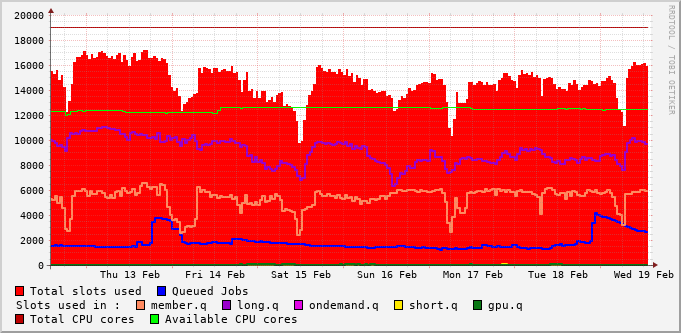 RRDTOOL / TOBI OETIKER
20000
18000
16000
14000
12000
10000
8000
6000
4000
2000
0
Thu 13 Feb Fri 14 Feb Sat 15 Feb Sun 16 Feb Mon 17 Feb Tue 18 Feb Wed 19 Feb
Total slots used Queued Jobs
Slots used in : member.q long.q ondemand.q short.q gpu.q
Total CPU cores Available CPU cores